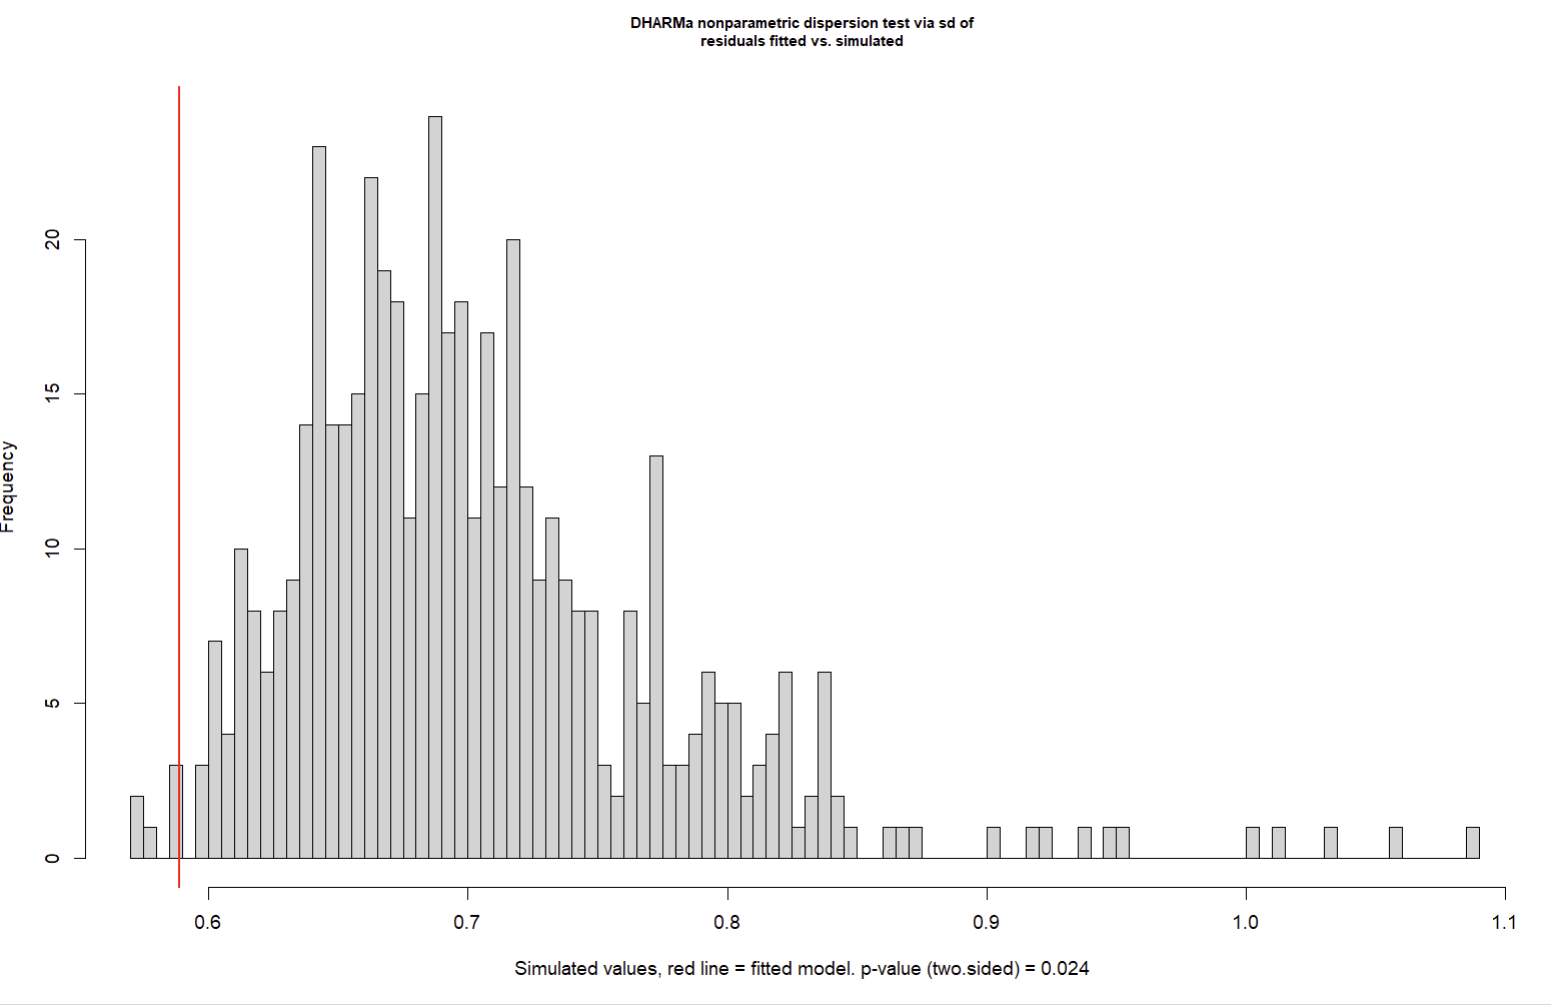 DHARMa nonparametric dispersion test via sd of
residuals fitted vs. simulated
20
15
10
5
0
Frequency
0.6 0.7 0.8 0.9 1.0 1.1
Simulated values, red line = fitted model. p-value (two.sided) = 0.024